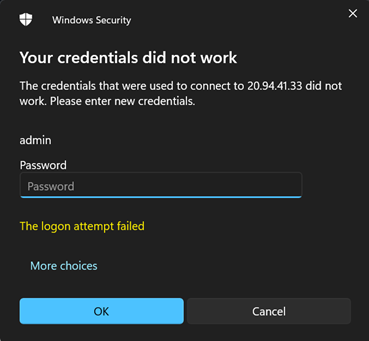 Windows Security
Your credentials did not work
The credentials that were used to connect to 20.94.41.33 did not
work. Please enter new credentials.
admin
Password
Password
The logon attempt failed
More choices
OK
Cancel